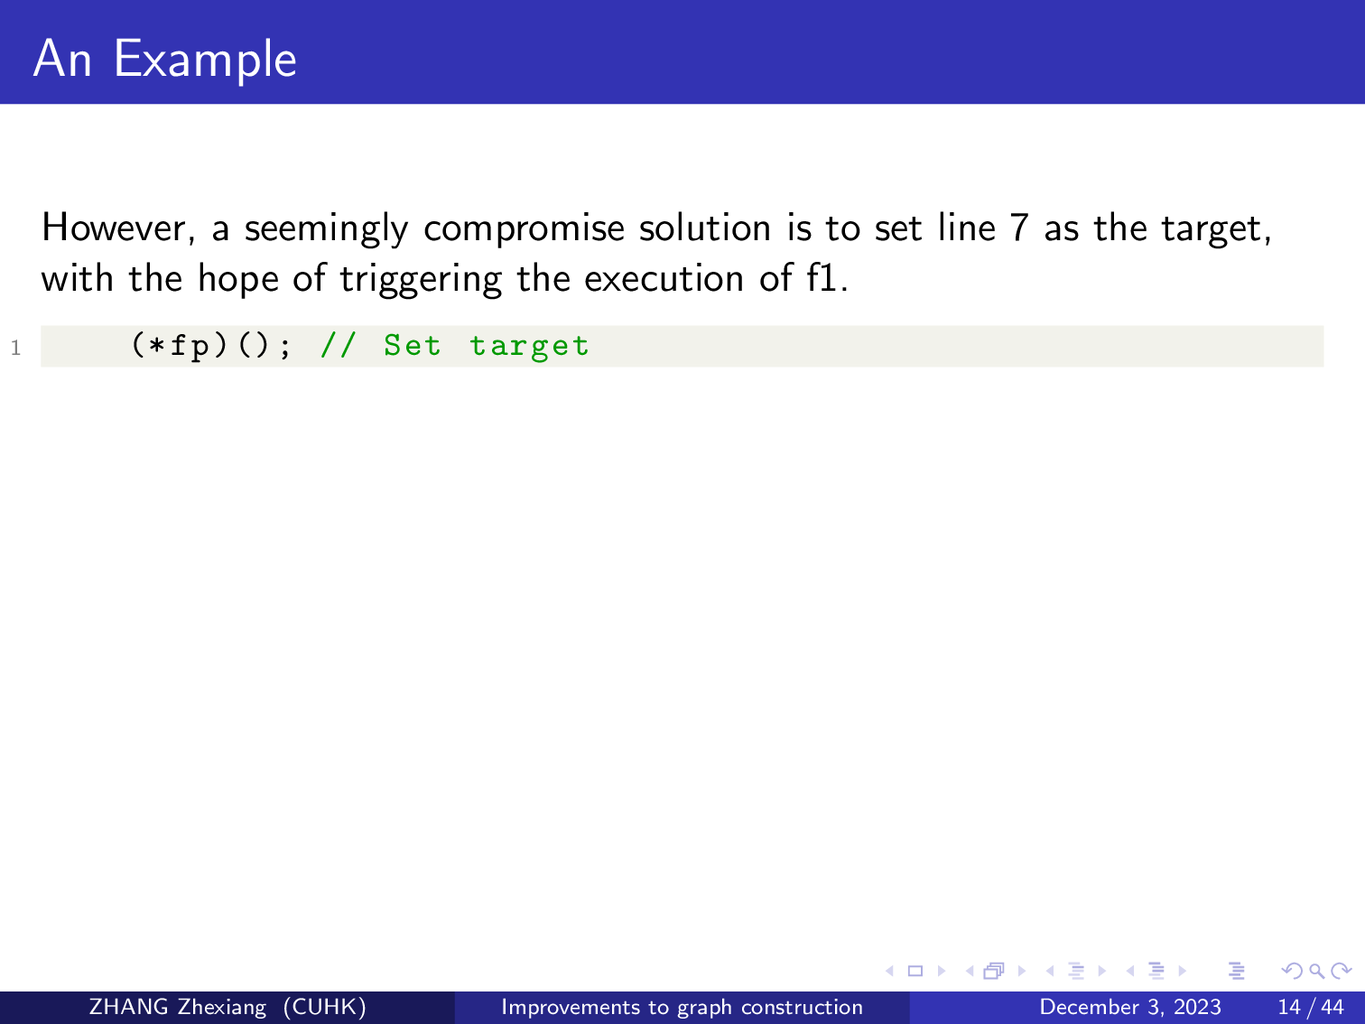 An Example
However, a seemingly compromise solution is to set line 7 as the target,
with the hope of triggering the execution of f1.
1 (*fp)(); // Set target
ZHANG Zhexiang (CUHK) Improvements to graph construction December 3, 2023 14 / 44